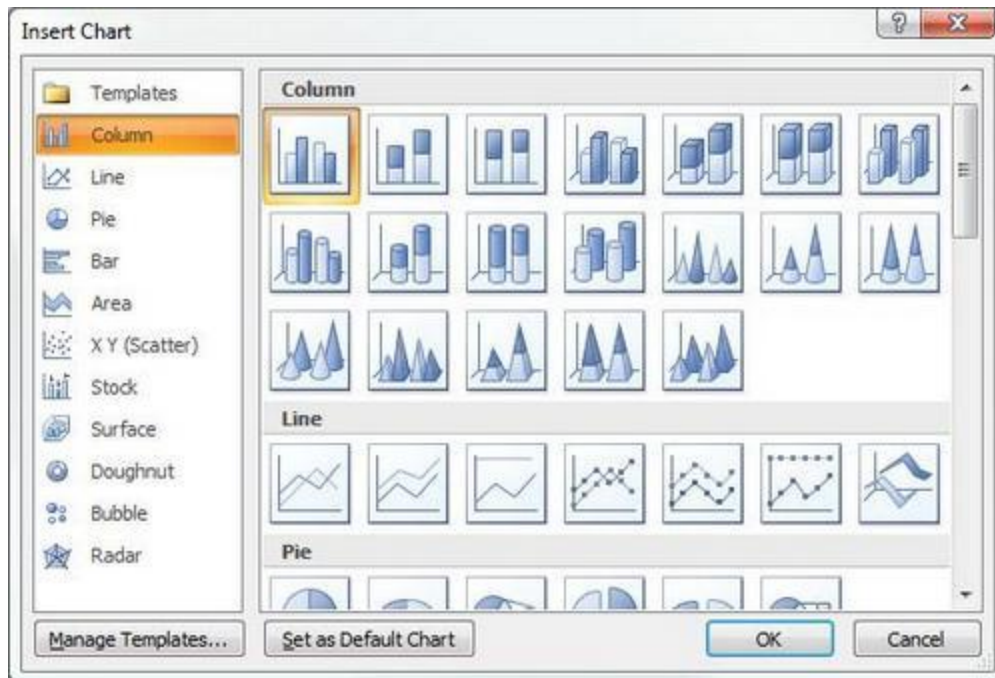 Insert Chart
Templates
Column
Line
Pie
Bar
Area
X Y (Scatter)
Stock
Surface
Doughnut
Bubble
Radar
Column
Line
Pie
Manage Templates...
Set as Default Chart
OK
Cancel